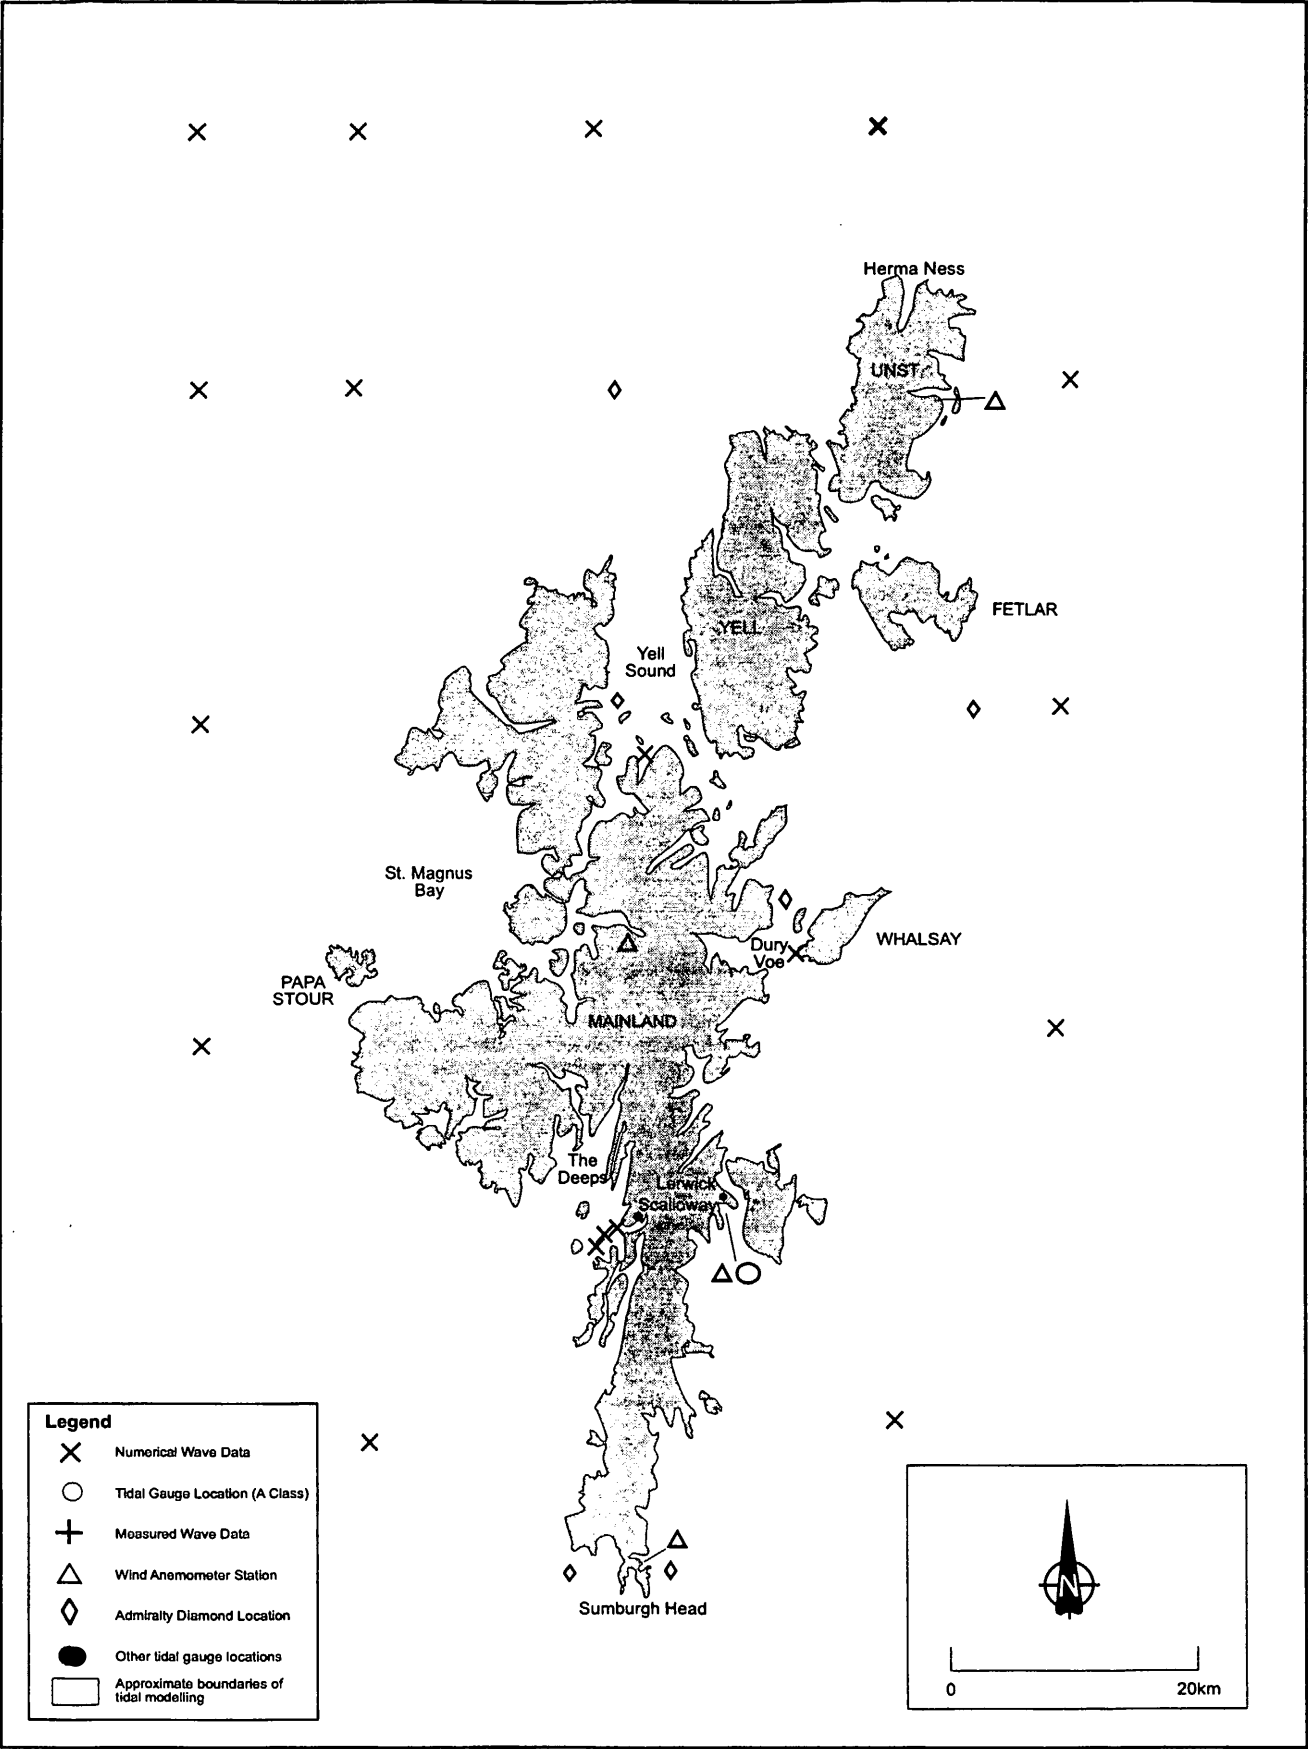 Herma Ness
UNST
FETLAR
YELL
Yell
Sound
St. Magnus
Bay
WHALSAY
Dury
Voe
PAPA
STOUR
MAINLAND
The
Deeps
Lerwick
Scalloway
Sumburgh Head
Legend
Numerical Wave Data
Tidal Gauge Location (A Class)
Measured Wave Data
Wind Anemometer Station
Admiralty Diamond Location
Other tidal gauge locations
Approximate boundaries of
tidal modelling
N
0 20km